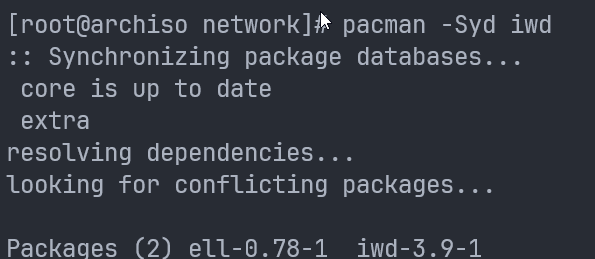 [root@archiso network]# pacman -Syd iwd
:: Synchronizing package databases...
 core is up to date
 extra
resolving dependencies...
looking for conflicting packages...

Packages (2) ell-0.78-1  iwd-3.9-1